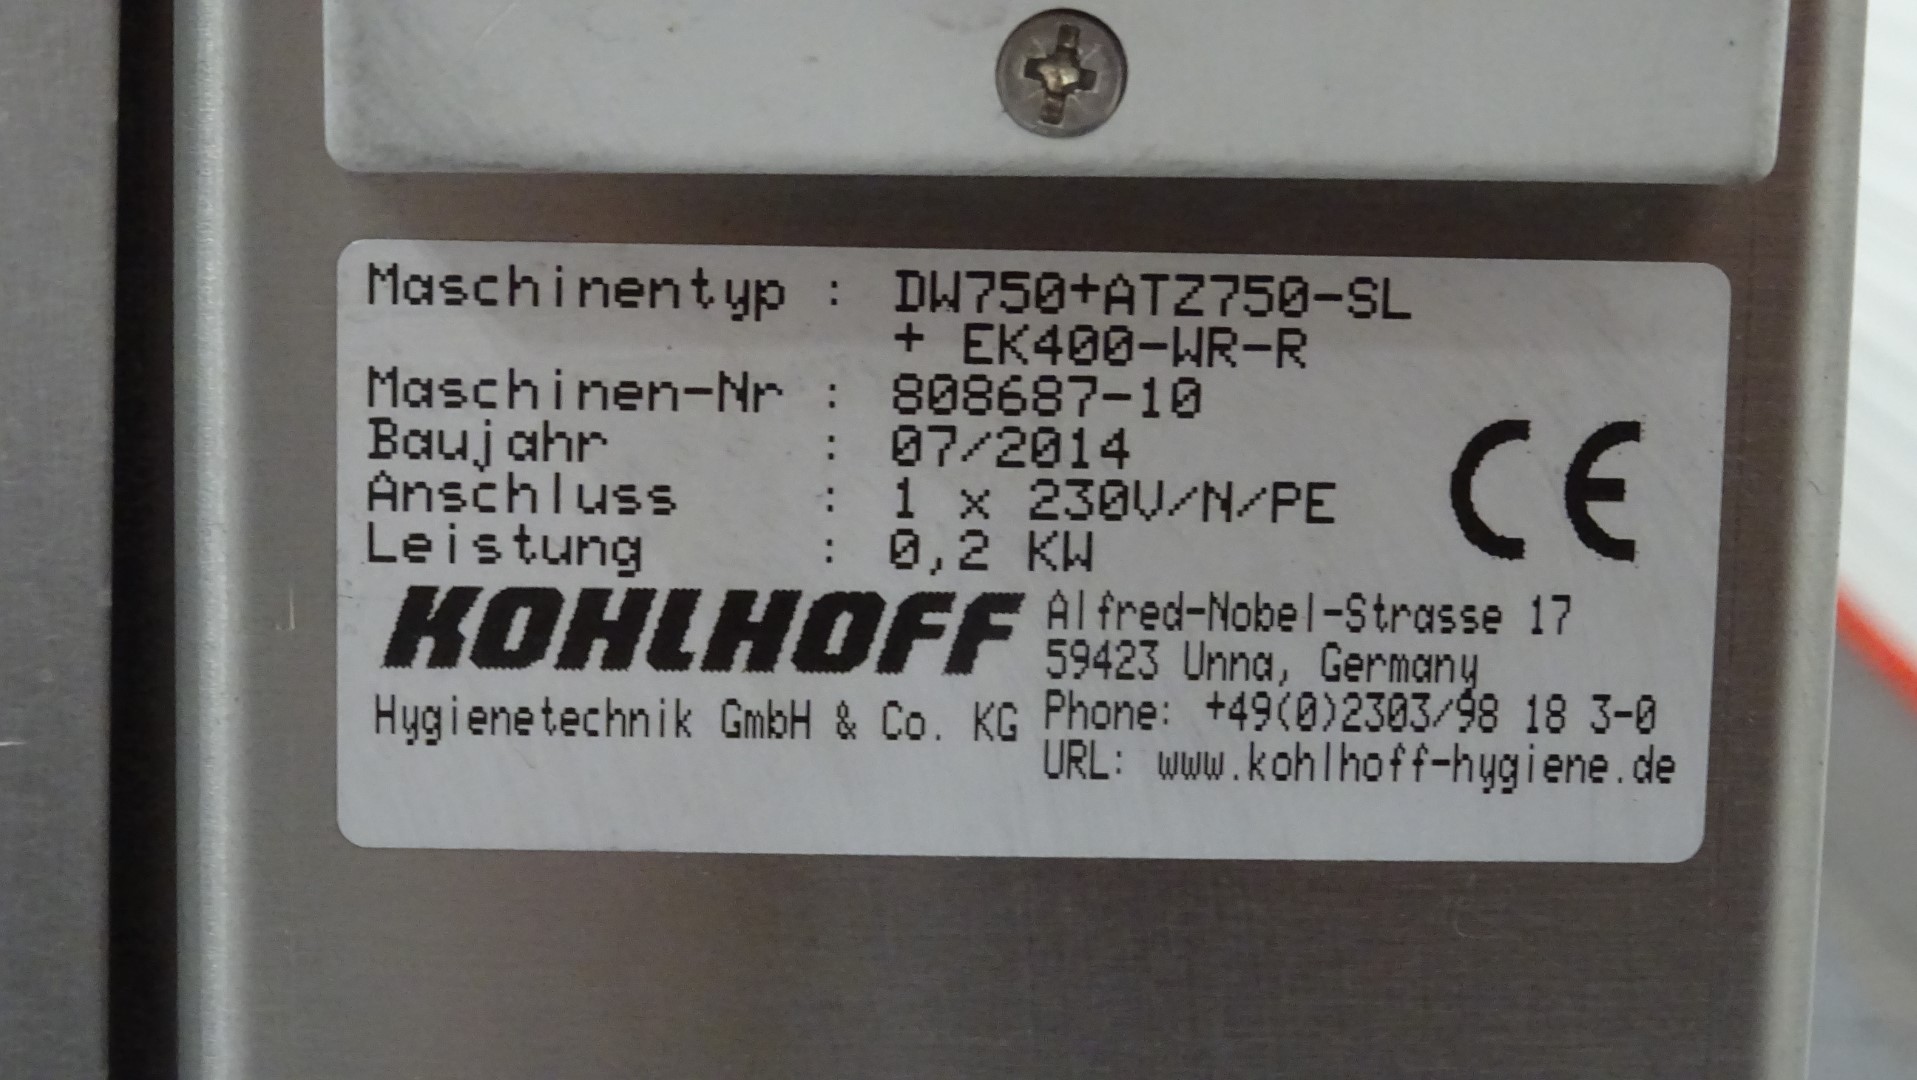 Maschinentyp : DW750+ATZ750-SL
+ EK400-WR-R
Maschinen-Nr : 808687-10
Baujahr : 07/2014
Anschluss : 1 x 230V/N/PE
Leistung : 0,2 KW
CE
KOHLHOFF
Hygienetechnik GmbH & Co. KG
Alfred-Nobel-Strasse 17
59423 Unna, Germany
Phone: +49(0)2303/98 18 3-0
URL: www.kohlhoff-hygiene.de